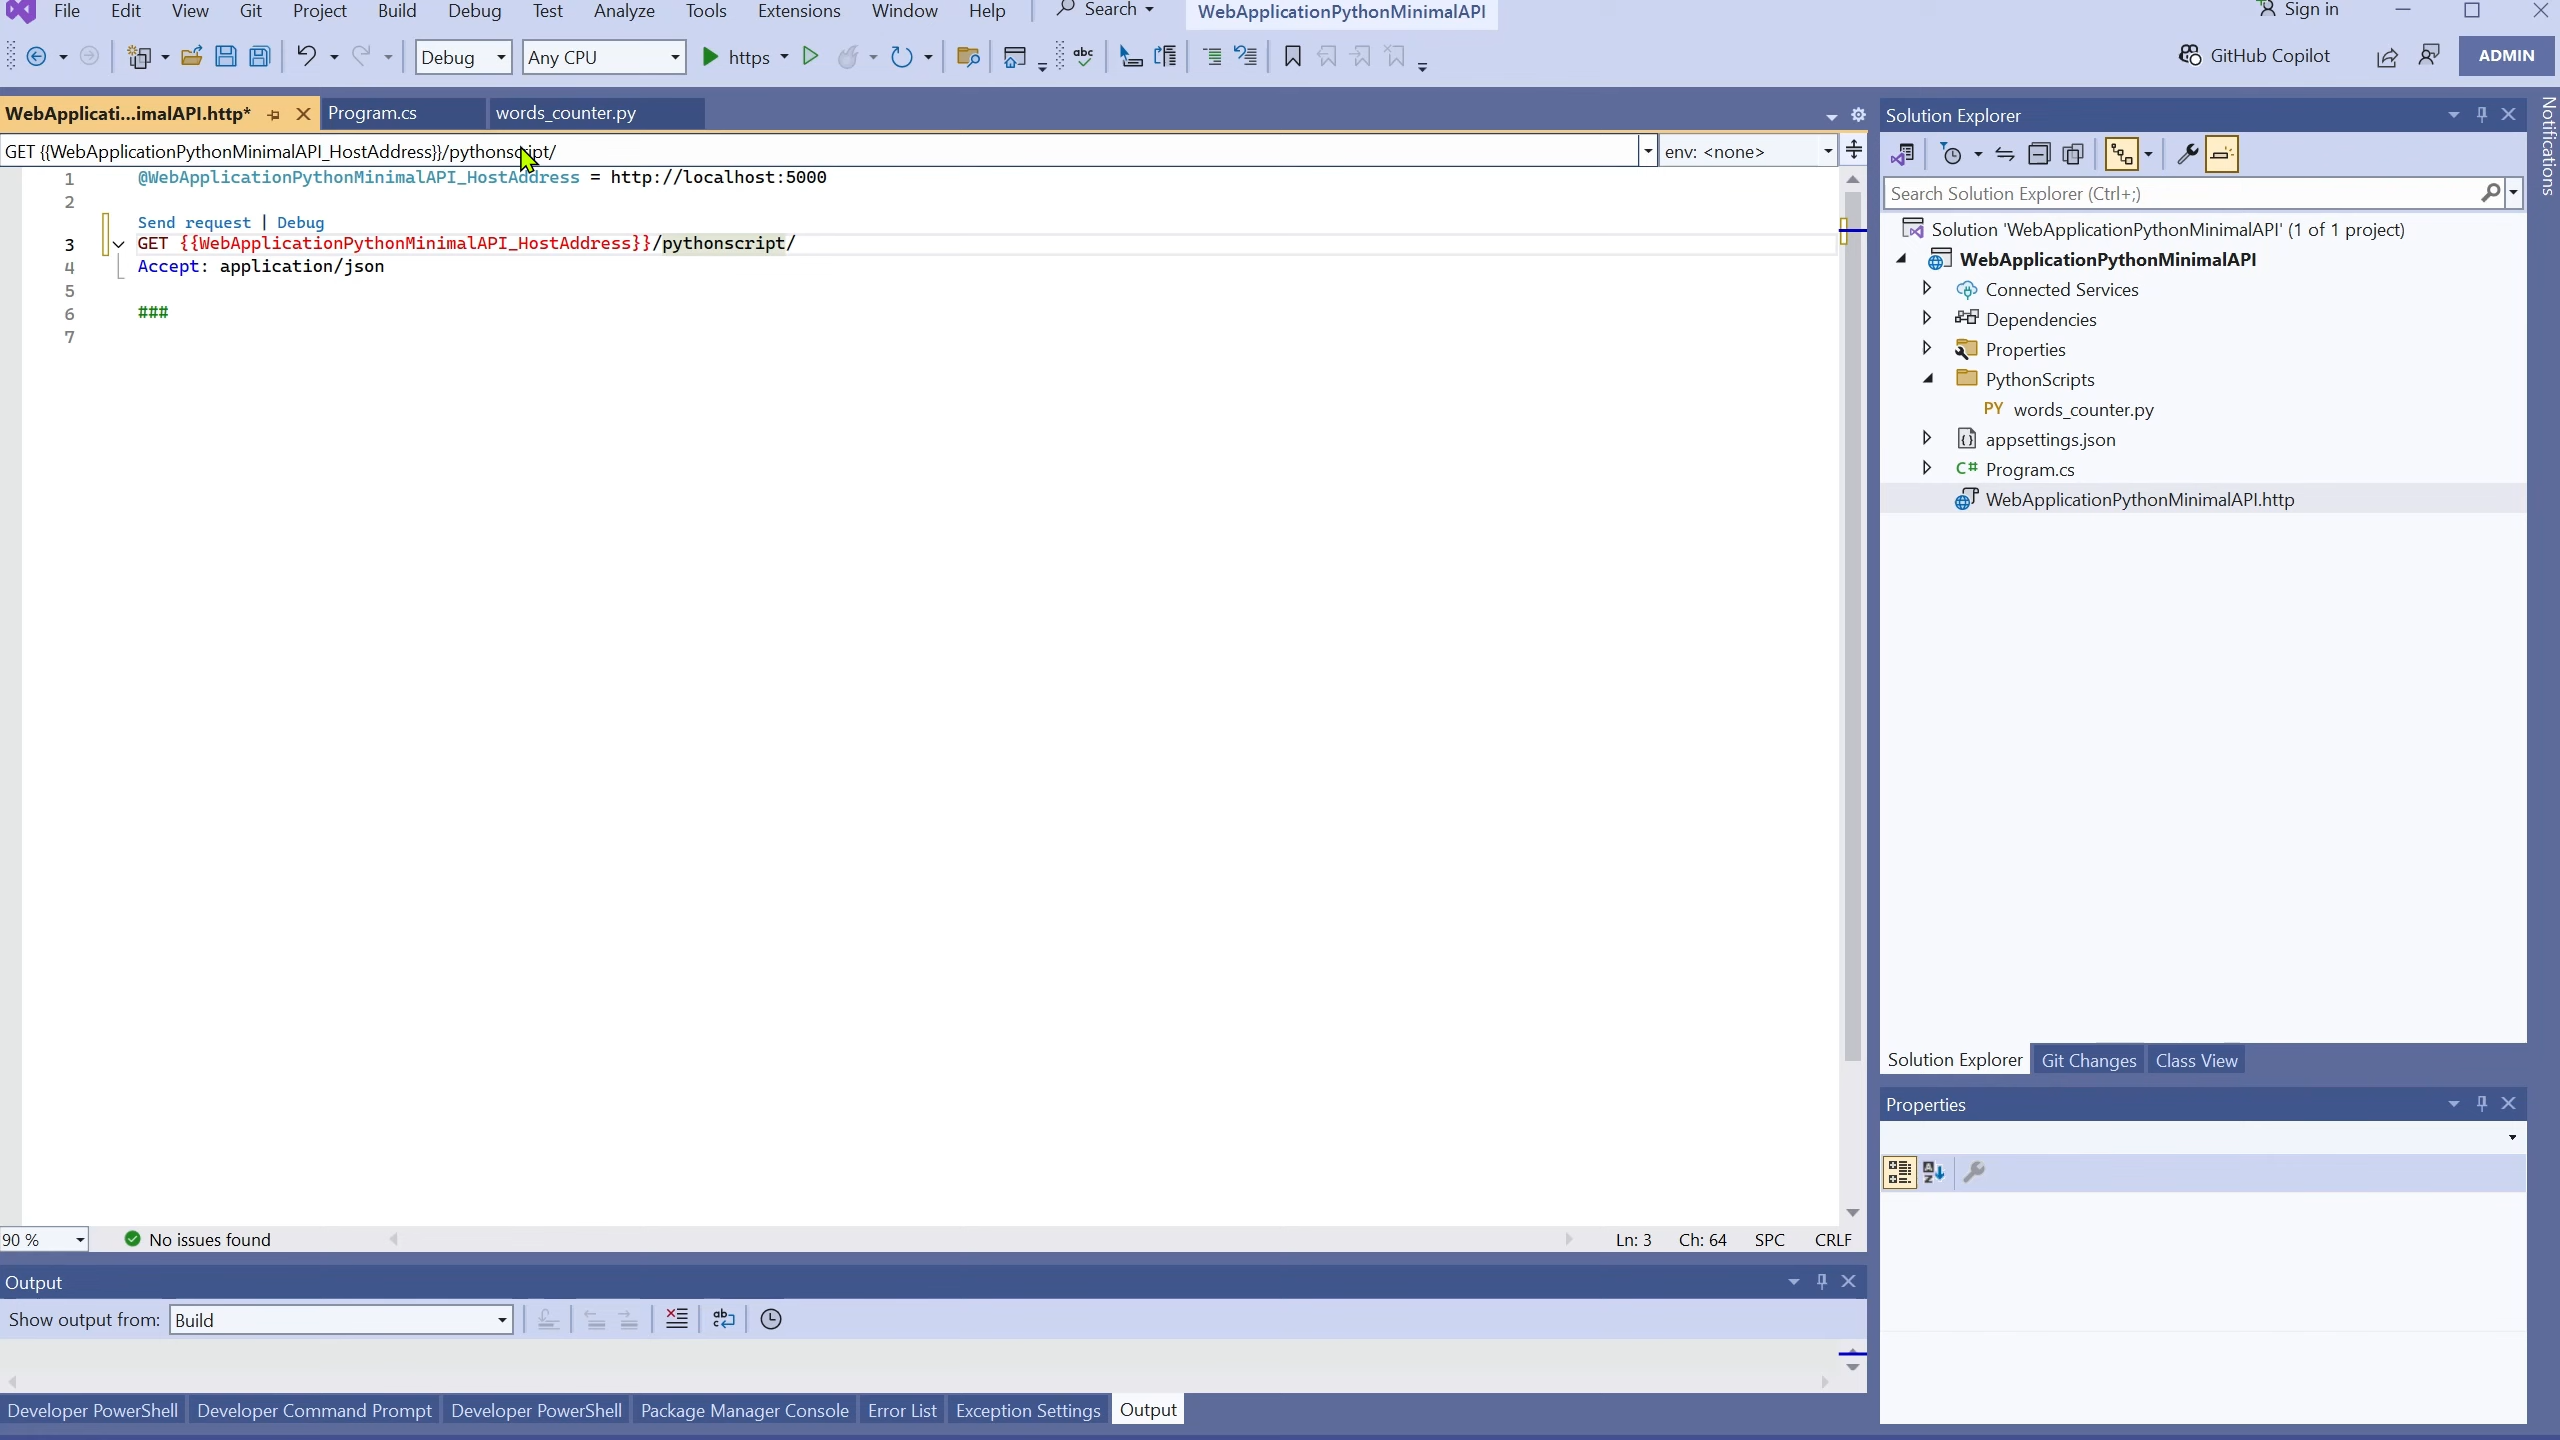 File Edit View Git Project Build Debug Test Analyze Tools Extensions Window Help Search WebApplicationPythonMinimalAPI Sign in
Debug Any CPU https abc GitHub Copilot ADMIN
WebApplicati...imalAPI.http* Program.cs words_counter.py
GET {{WebApplicationPythonMinimalAPI_HostAddress}}/pythonscript/ env: <none>
1 @WebApplicationPythonMinimalAPI_HostAddress = http://localhost:5000
2
Send request | Debug
3 GET {{WebApplicationPythonMinimalAPI_HostAddress}}/pythonscript/
4 Accept: application/json
5
6 ###
7
90 % No issues found Ln: 3 Ch: 64 SPC CRLF
Output
Show output from: Build
Developer PowerShell Developer Command Prompt Developer PowerShell Package Manager Console Error List Exception Settings Output
Solution Explorer
Search Solution Explorer (Ctrl+;)
Solution 'WebApplicationPythonMinimalAPI' (1 of 1 project)
WebApplicationPythonMinimalAPI
Connected Services
Dependencies
Properties
PythonScripts
PY words_counter.py
appsettings.json
C# Program.cs
WebApplicationPythonMinimalAPI.http
Solution Explorer Git Changes Class View
Properties
Notifications